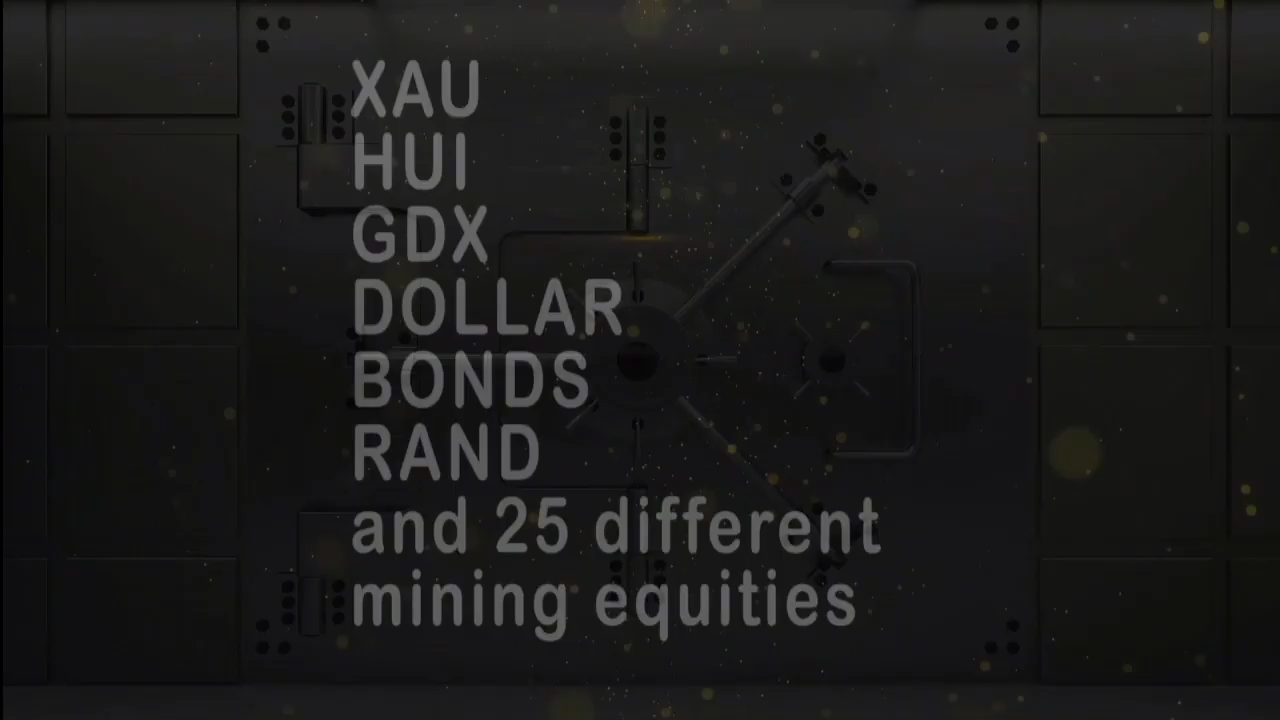 XAU
HUI
GDX
DOLLAR
BONDS
RAND
and 25 different
mining equities